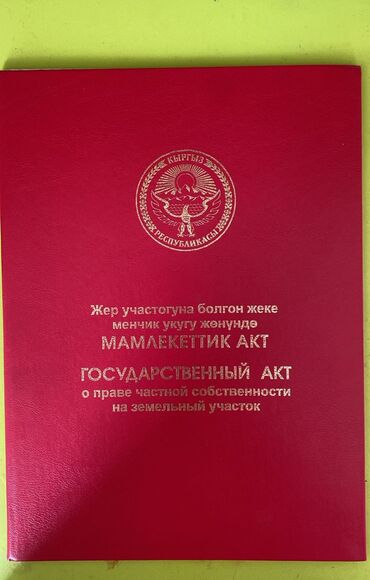 КЫРГЫЗ
РЕСПУБЛИКАСЫ
Жер участогуна болгон жеке
менчик укугу жөнүндө
МАМЛЕКЕТТИК АКТ
ГОСУДАРСТВЕННЫЙ АКТ
о праве частной собственности
на земельный участок